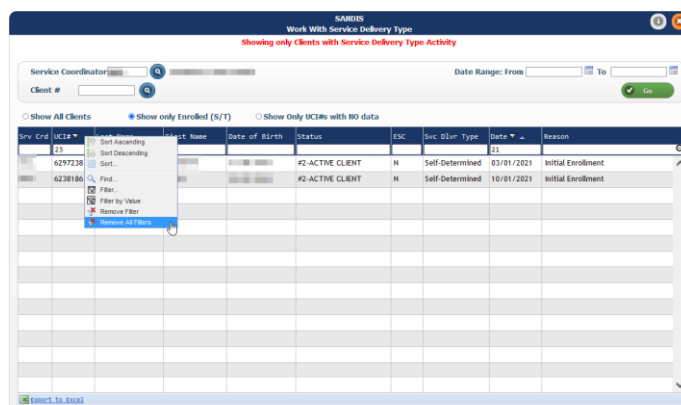 SANDIS
Work With Service Delivery Type
Showing only Clients with Service Delivery Type Activity
Service Coordinator
Date Range: From To
Client #
Go
Show All Clients Show only Enrolled (S/T) Show Only UCI#s with NO data
Srv Crd UCI# Last Name First Name Date of Birth Status ESC Svc Dlvr Type Date Reason
23 21
6297238 #2-ACTIVE CLIENT N Self-Determined 03/01/2021 Initial Enrollment
6238186 #2-ACTIVE CLIENT N Self-Determined 10/01/2021 Initial Enrollment
Sort Ascending
Sort Descending
Sort...
Find...
Filter...
Filter by Value
Remove Filter
Remove All Filters
Export to Excel